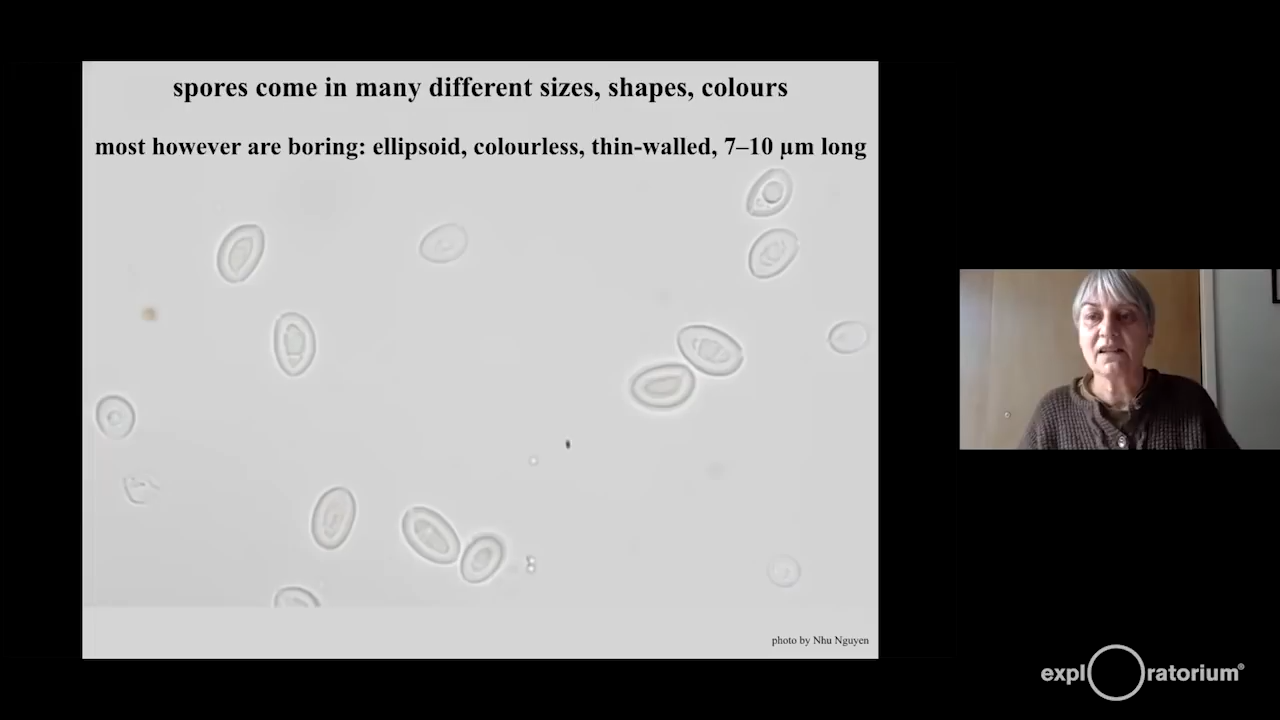 spores come in many different sizes, shapes, colours
most however are boring: ellipsoid, colourless, thin-walled, 7–10 µm long
photo by Nhu Nguyen
expl ratorium®